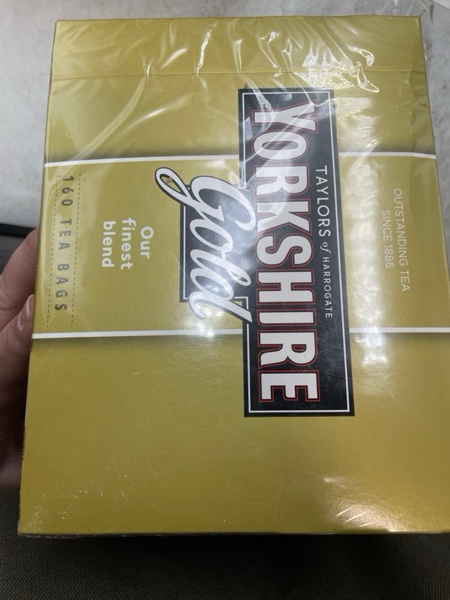 OUTSTANDING TEA
SINCE 1886
TAYLORS of HARROGATE
YORKSHIRE
Gold
Our
finest
blend
160 TEA BAGS